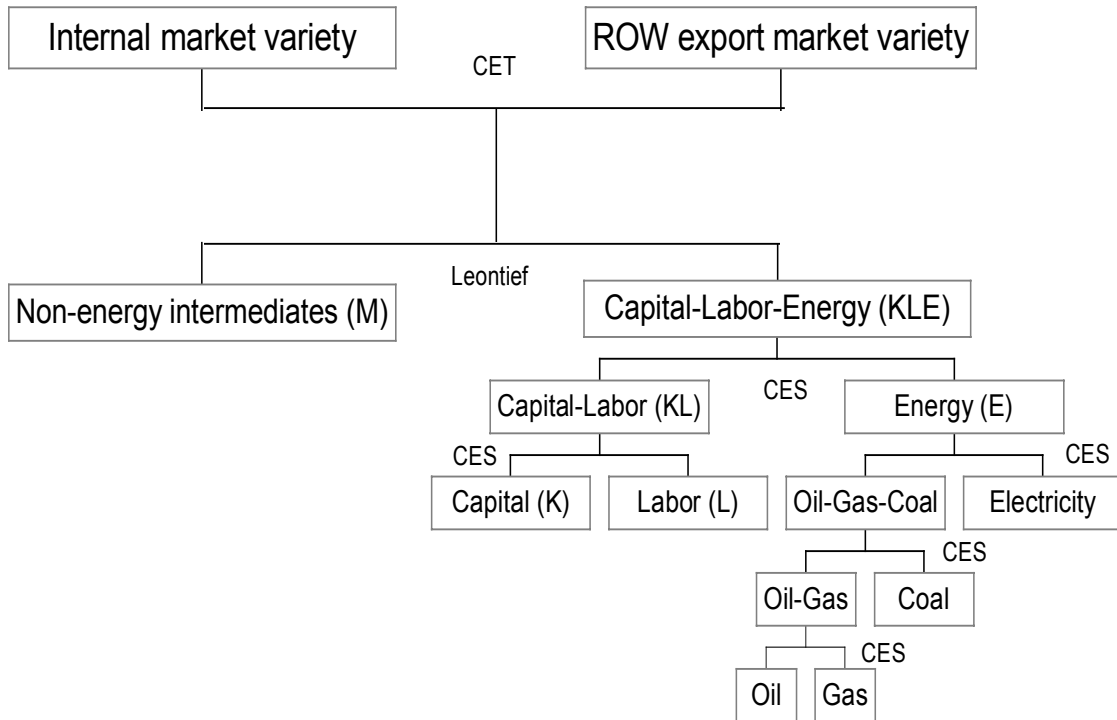 Internal market variety
ROW export market variety
CET
Leontief
Non-energy intermediates (M)
Capital-Labor-Energy (KLE)
CES
Capital-Labor (KL)
Energy (E)
CES
CES
Capital (K)
Labor (L)
Oil-Gas-Coal
Electricity
CES
Oil-Gas
Coal
CES
Oil
Gas